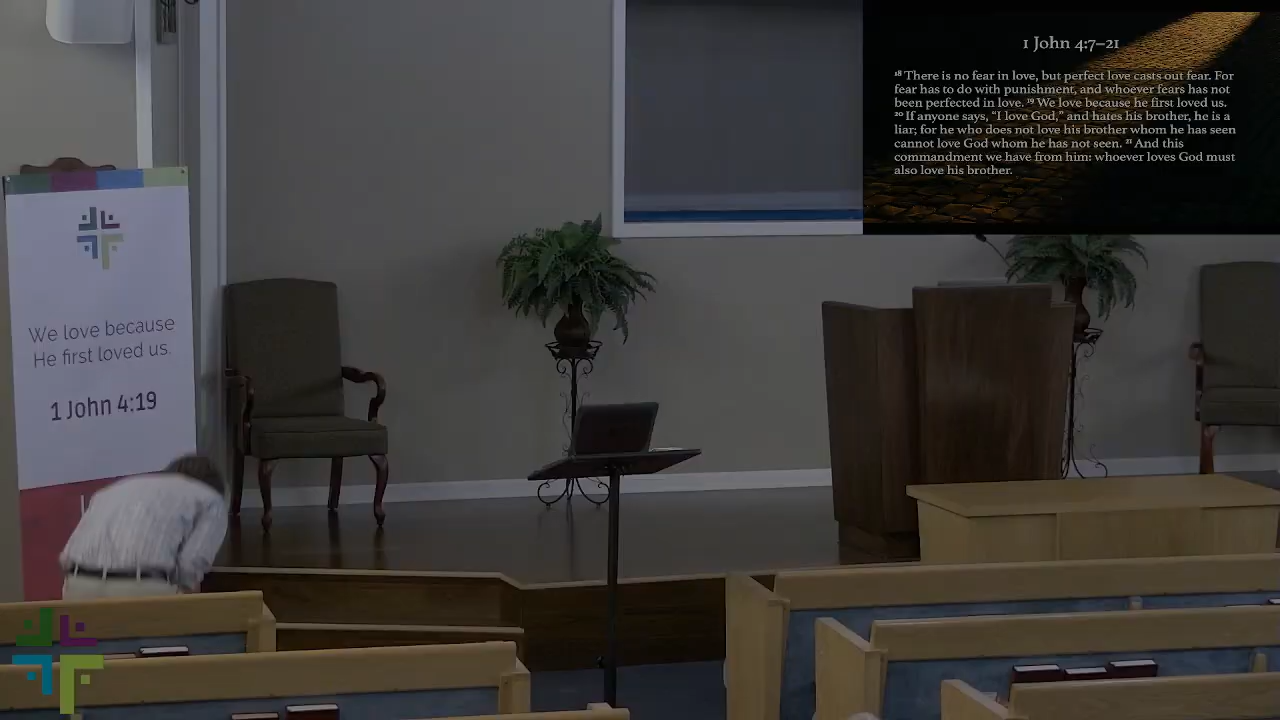 1 John 4:7–21
¹⁸ There is no fear in love, but perfect love casts out fear. For
fear has to do with punishment, and whoever fears has not
been perfected in love. ¹⁹ We love because he first loved us.
²⁰ If anyone says, “I love God,” and hates his brother, he is a
liar; for he who does not love his brother whom he has seen
cannot love God whom he has not seen. ²¹ And this
commandment we have from him: whoever loves God must
also love his brother.
We love because
He first loved us.
1 John 4:19